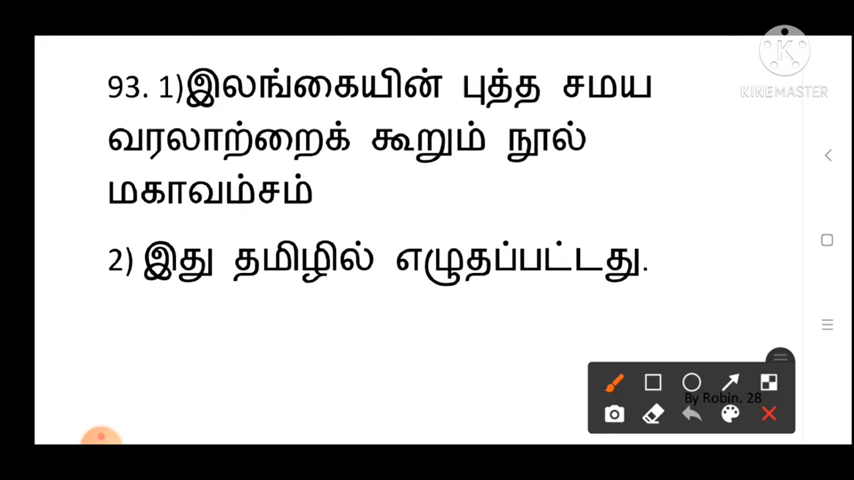 KINEMASTER
93. 1)இலங்கையின் புத்த சமய
வரலாற்றைக் கூறும் நூல்
மகாவம்சம்
2) இது தமிழில் எழுதப்பட்டது.
By Robin. 28